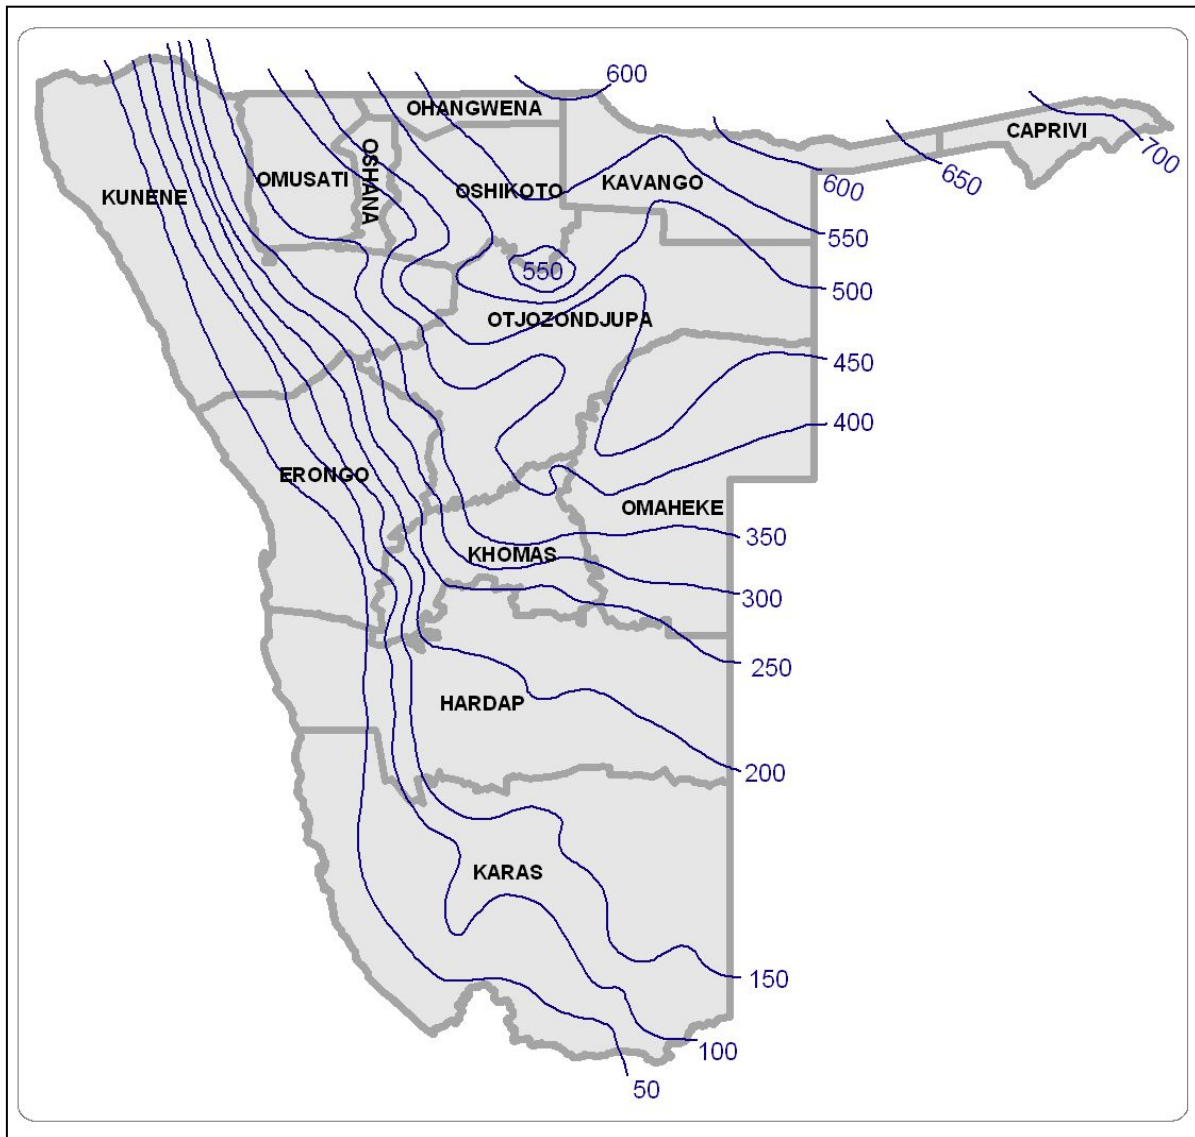 600
OHANGWENA
CAPRIVI
700
OSHANA
OMUSATI
KUNENE
OSHIKOTO
KAVANGO
600
650
550
550
500
OTJOZONDJUPA
450
400
ERONGO
OMAHEKE
350
KHOMAS
300
250
HARDAP
200
KARAS
150
100
50